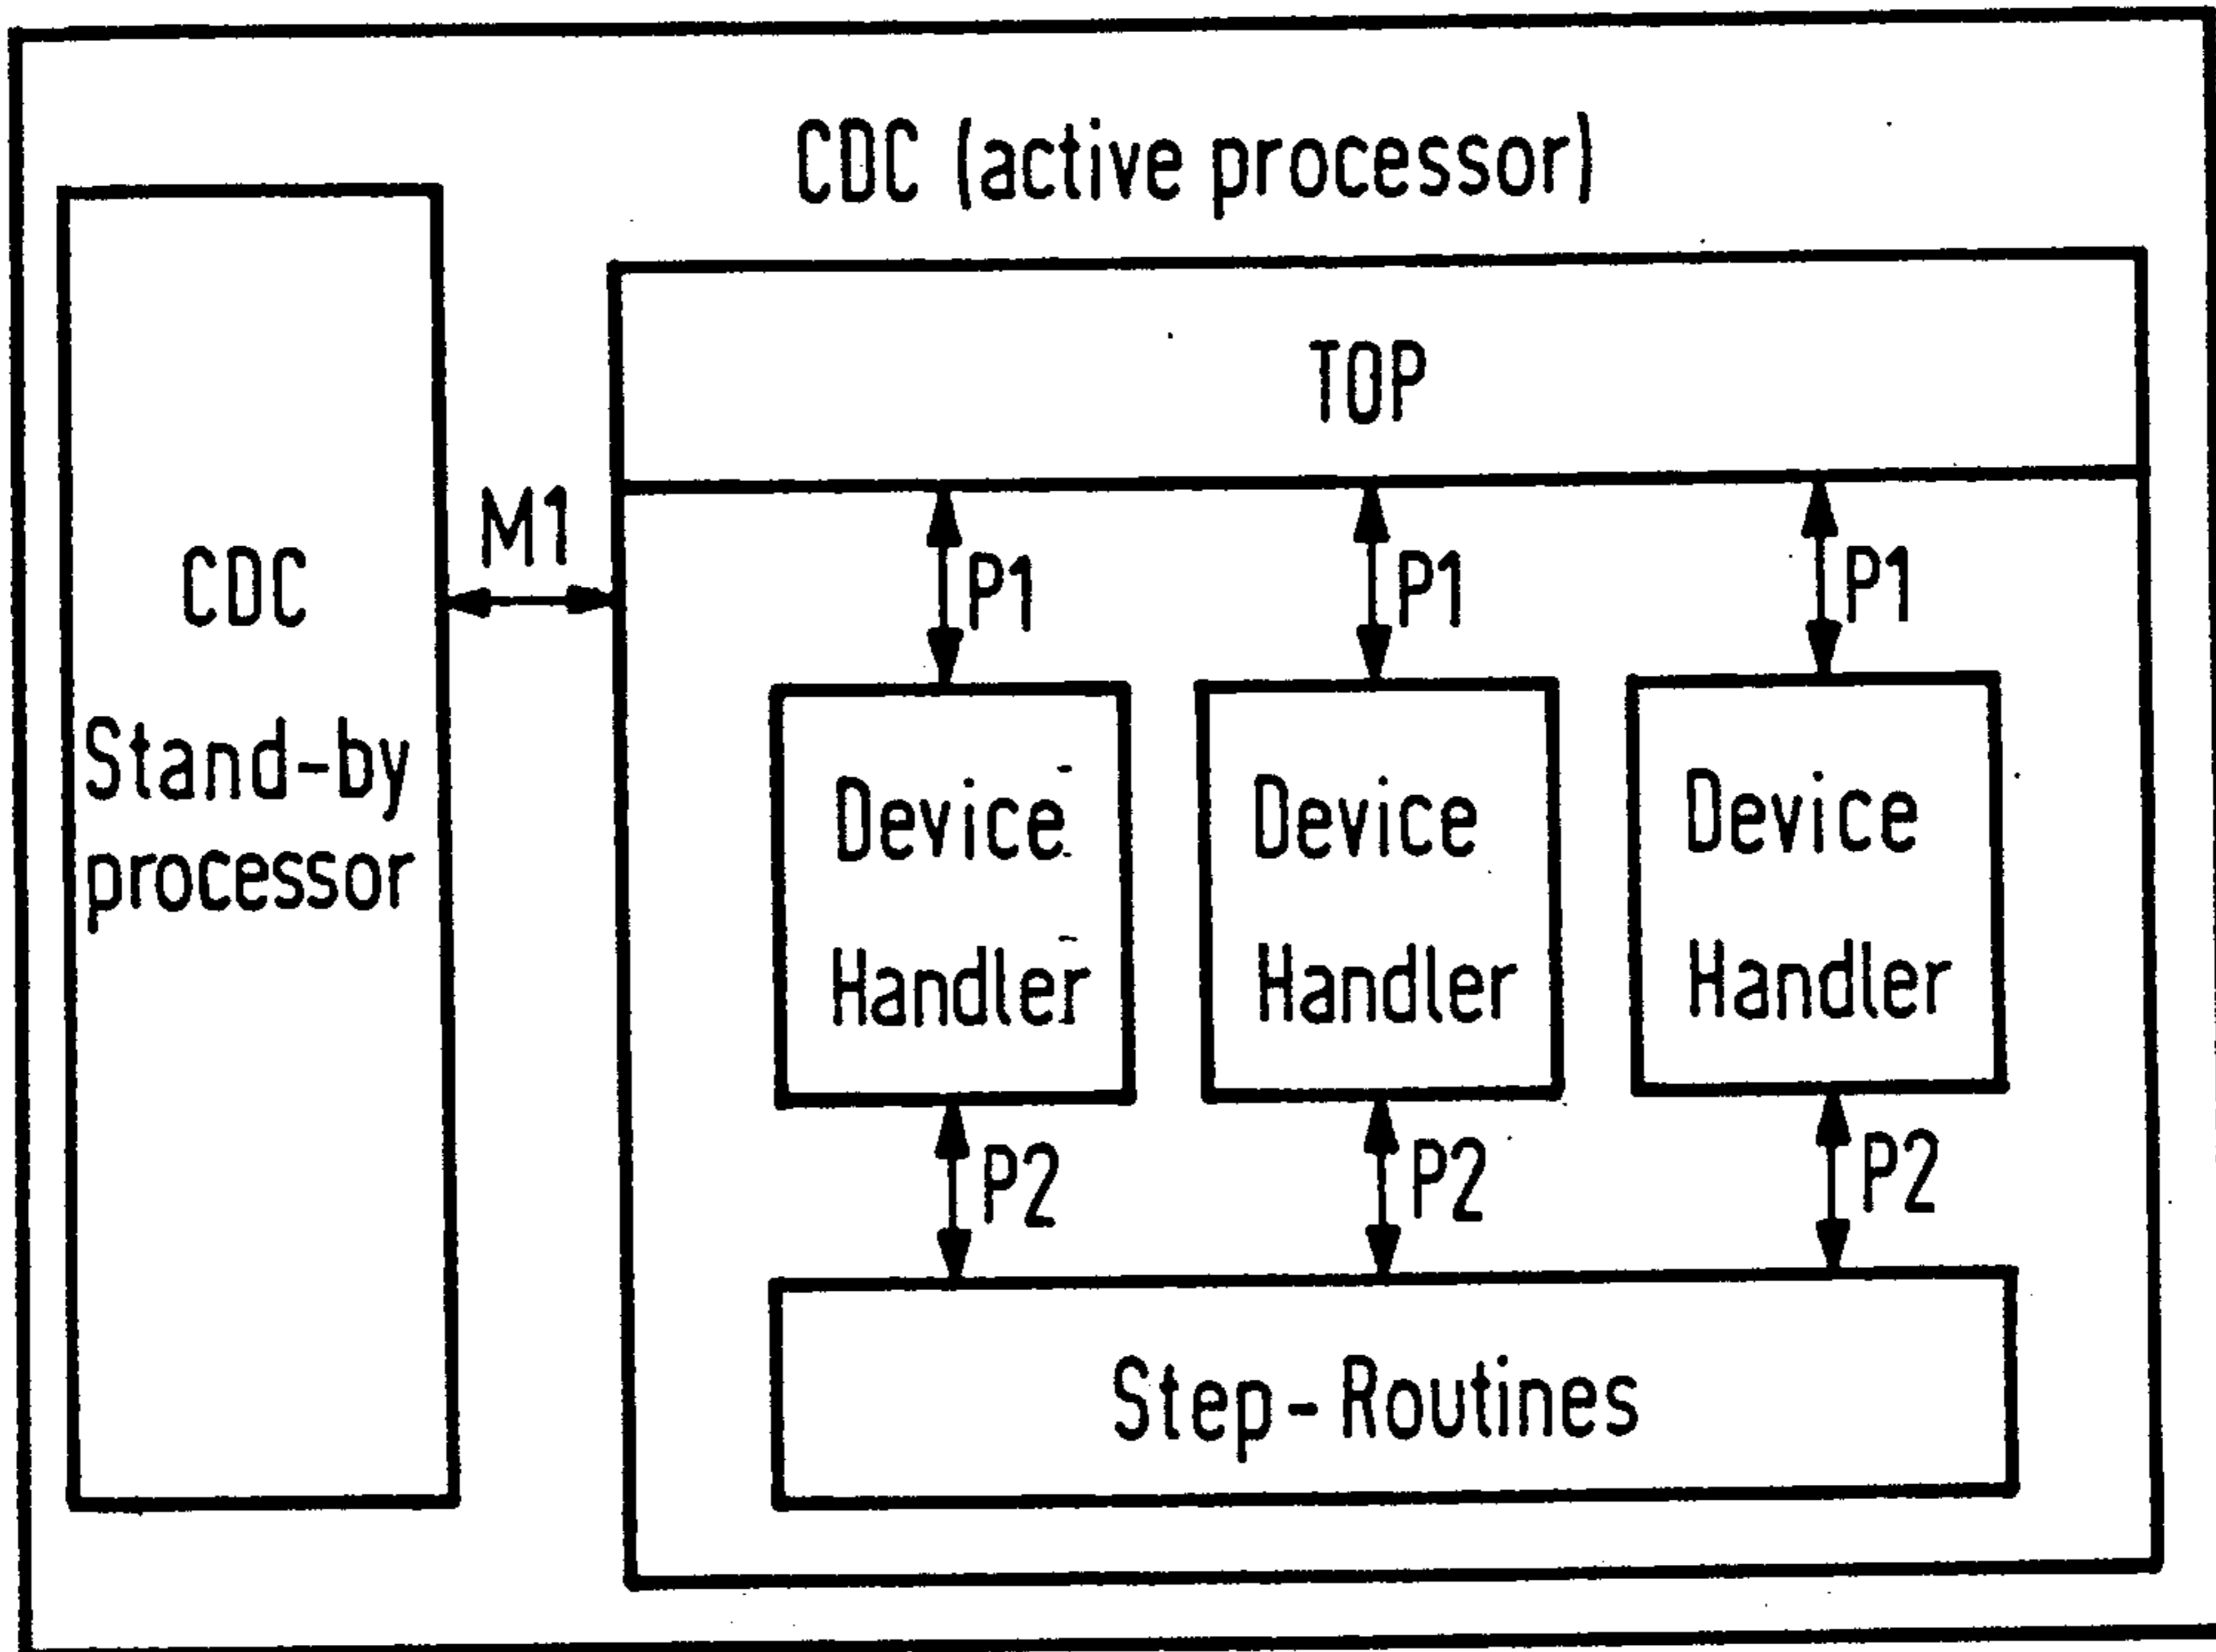 CDC (active processor)
TOP
M1
CDC
Stand-by
processor
P1
P1
P1
Device
Handler
Device
Handler
Device
Handler
P2
P2
P2
Step-Routines